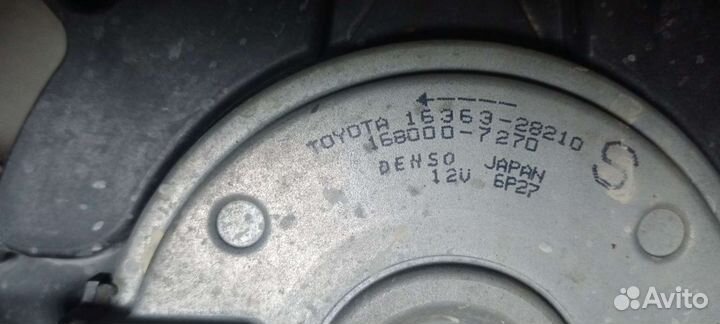 TOYOTA 16363-28210
168000-7270
DENSO JAPAN
12V 6P27
S
Avito